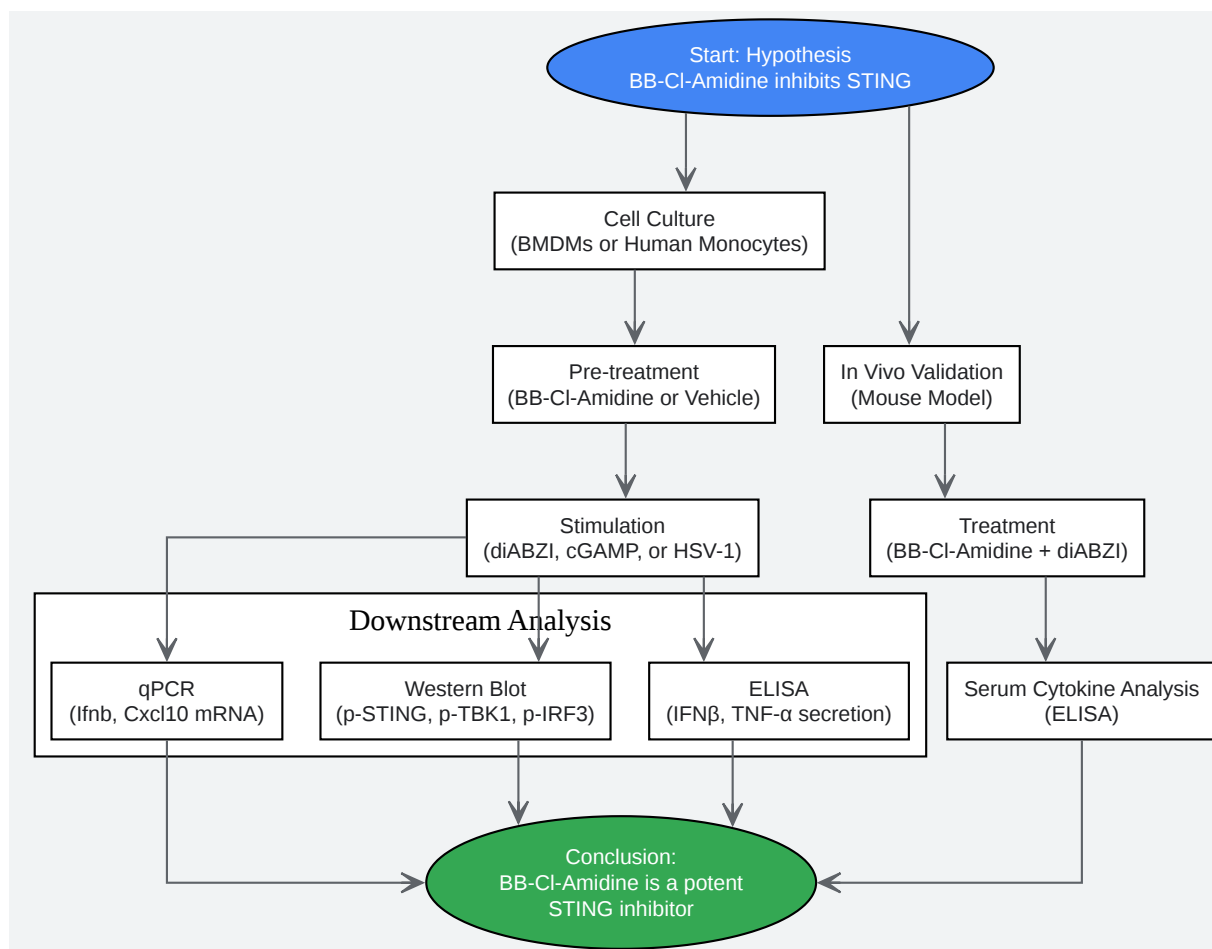 Start: Hypothesis
BB-Cl-Amidine inhibits STING
Cell Culture
(BMDMs or Human Monocytes)
Pre-treatment
(BB-Cl-Amidine or Vehicle)
In Vivo Validation
(Mouse Model)
Stimulation
(diABZI, cGAMP, or HSV-1)
Treatment
(BB-Cl-Amidine + diABZI)
Downstream Analysis
qPCR
(Ifnb, Cxcl10 mRNA)
Western Blot
(p-STING, p-TBK1, p-IRF3)
ELISA
(IFNβ, TNF-α secretion)
Serum Cytokine Analysis
(ELISA)
Conclusion:
BB-Cl-Amidine is a potent
STING inhibitor